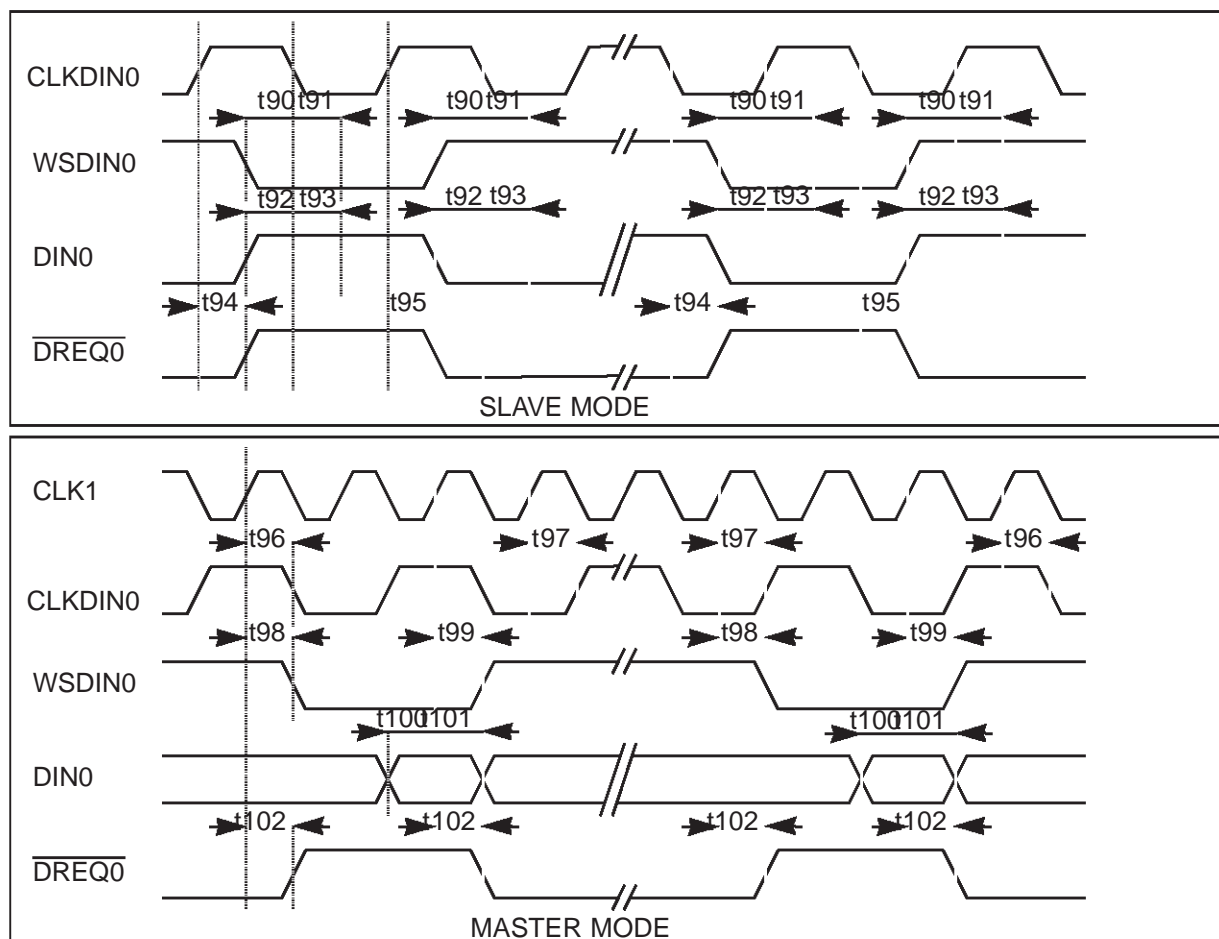 CLKDIN0
t90 t91 t90 t91 t90 t91 t90 t91
WSDIN0
t92 t93 t92 t93 t92 t93 t92 t93
DIN0
t94 t95 t94 t95
DREQ0
SLAVE MODE
CLK1
t96 t97 t97 t96
CLKDIN0
t98 t99 t98 t99
WSDIN0
t100 t101 t100 t101
DIN0
t102 t102 t102 t102
DREQ0
MASTER MODE